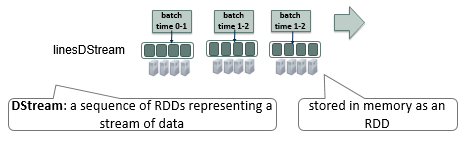 batch
time 0-1
batch
time 1-2
batch
time 1-2
linesDStream
DStream: a sequence of RDDs representing a
stream of data
stored in memory as an
RDD